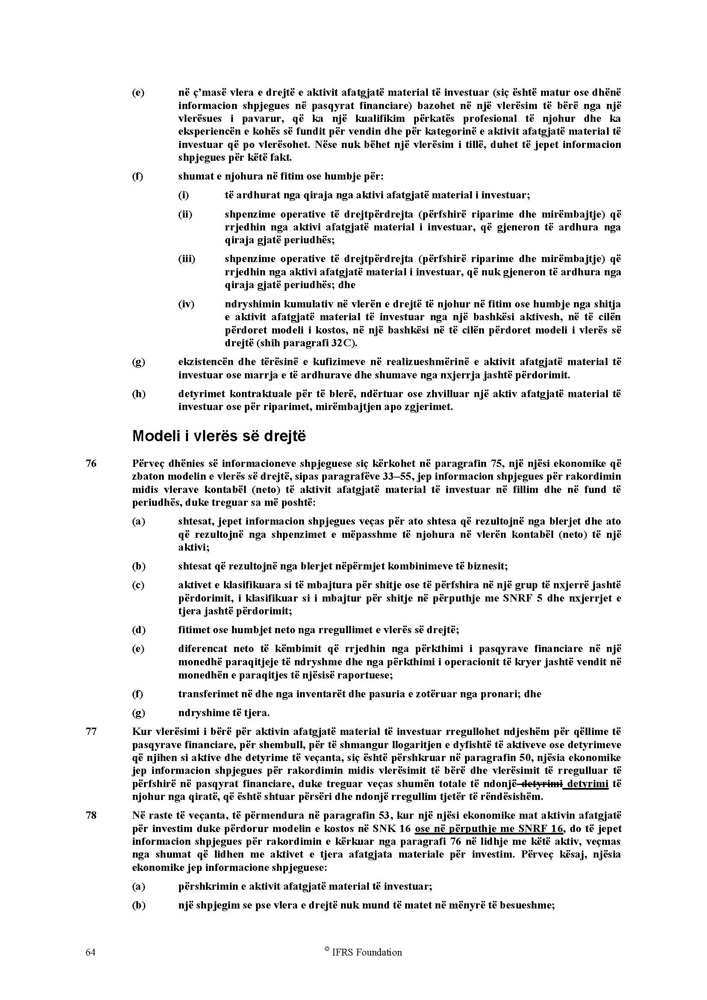 (e) në ç’masë vlera e drejtë e aktivit afatgjatë material të investuar (siç është matur ose dhënë
informacion shpjegues në pasqyrat financiare) bazohet në një vlerësim të bërë nga një
vlerësues i pavarur, që ka një kualifikim përkatës profesional të njohur dhe ka
eksperiencën e kohës së fundit për vendin dhe për kategorinë e aktivit afatgjatë material të
investuar që po vlerësohet. Nëse nuk bëhet një vlerësim i tillë, duhet të jepet informacion
shpjegues për këtë fakt.
(f) shumat e njohura në fitim ose humbje për:
(i) të ardhurat nga qiraja nga aktivi afatgjatë material i investuar;
(ii) shpenzime operative të drejtpërdrejta (përfshirë riparime dhe mirëmbajtje) që
rrjedhin nga aktivi afatgjatë material i investuar, që gjeneron të ardhura nga
qiraja gjatë periudhës;
(iii) shpenzime operative të drejtpërdrejta (përfshirë riparime dhe mirëmbajtje) që
rrjedhin nga aktivi afatgjatë material i investuar, që nuk gjeneron të ardhura nga
qiraja gjatë periudhës; dhe
(iv) ndryshimin kumulativ në vlerën e drejtë të njohur në fitim ose humbje nga shitja
e aktivit afatgjatë material të investuar nga një bashkësi aktivesh, në të cilën
përdoret modeli i kostos, në një bashkësi në të cilën përdoret modeli i vlerës së
drejtë (shih paragrafi 32C).
(g) ekzistencën dhe tërësinë e kufizimeve në realizueshmërinë e aktivit afatgjatë material të
investuar ose marrja e të ardhurave dhe shumave nga nxjerrja jashtë përdorimit.
(h) detyrimet kontraktuale për të blerë, ndërtuar ose zhvilluar një aktiv afatgjatë material të
investuar ose për riparimet, mirëmbajtjen apo zgjerimet.
Modeli i vlerës së drejtë
76 Përveç dhënies së informacioneve shpjeguese siç kërkohet në paragrafin 75, një njësi ekonomike që
zbaton modelin e vlerës së drejtë, sipas paragrafëve 33–55, jep informacion shpjegues për rakordimin
midis vlerave kontabël (neto) të aktivit afatgjatë material të investuar në fillim dhe në fund të
periudhës, duke treguar sa më poshtë:
(a) shtesat, jepet informacion shpjegues veças për ato shtesa që rezultojnë nga blerjet dhe ato
që rezultojnë nga shpenzimet e mëpasshme të njohura në vlerën kontabël (neto) të një
aktivi;
(b) shtesat që rezultojnë nga blerjet nëpërmjet kombinimeve të biznesit;
(c) aktivet e klasifikuara si të mbajtura për shitje ose të përfshira në një grup të nxjerrë jashtë
përdorimit, i klasifikuar si i mbajtur për shitje në përputhje me SNRF 5 dhe nxjerrjet e
tjera jashtë përdorimit;
(d) fitimet ose humbjet neto nga rregullimet e vlerës së drejtë;
(e) diferencat neto të këmbimit që rrjedhin nga përkthimi i pasqyrave financiare në një
monedhë paraqitjeje të ndryshme dhe nga përkthimi i operacionit të kryer jashtë vendit në
monedhën e paraqitjes të njësisë raportuese;
(f) transferimet në dhe nga inventarët dhe pasuria e zotëruar nga pronari; dhe
(g) ndryshime të tjera.
77 Kur vlerësimi i bërë për aktivin afatgjatë material të investuar rregullohet ndjeshëm për qëllime të
pasqyrave financiare, për shembull, për të shmangur llogaritjen e dyfishtë të aktiveve ose detyrimeve
që njihen si aktive dhe detyrime të veçanta, siç është përshkruar në paragrafin 50, njësia ekonomike
jep informacion shpjegues për rakordimin midis vlerësimit të bërë dhe vlerësimit të rregulluar të
përfshirë në pasqyrat financiare, duke treguar veças shumën totale të ndonjë detyrimi detyrimi të
njohur nga qiratë, që është shtuar përsëri dhe ndonjë rregullim tjetër të rëndësishëm.
78 Në raste të veçanta, të përmendura në paragrafin 53, kur një njësi ekonomike mat aktivin afatgjatë
për investim duke përdorur modelin e kostos në SNK 16 ose në përputhje me SNRF 16, do të jepet
informacion shpjegues për rakordimin e kërkuar nga paragrafi 76 në lidhje me këtë aktiv, veçmas
nga shumat që lidhen me aktivet e tjera afatgjata materiale për investim. Përveç kësaj, njësia
ekonomike jep informacione shpjeguese:
(a) përshkrimin e aktivit afatgjatë material të investuar;
(b) një shpjegim se pse vlera e drejtë nuk mund të matet në mënyrë të besueshme;
64 © IFRS Foundation